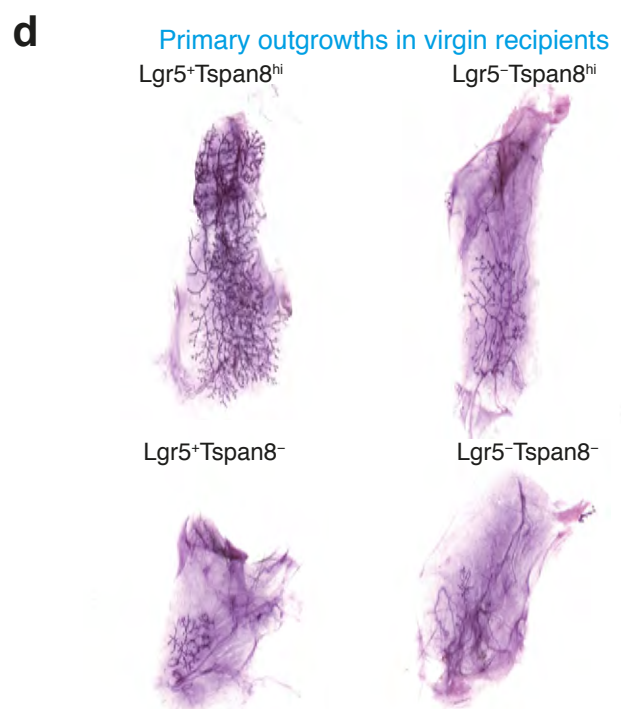 d
Primary outgrowths in virgin recipients
Lgr5⁺Tspan8ʰⁱ
Lgr5⁻Tspan8ʰⁱ
Lgr5⁺Tspan8⁻
Lgr5⁻Tspan8⁻